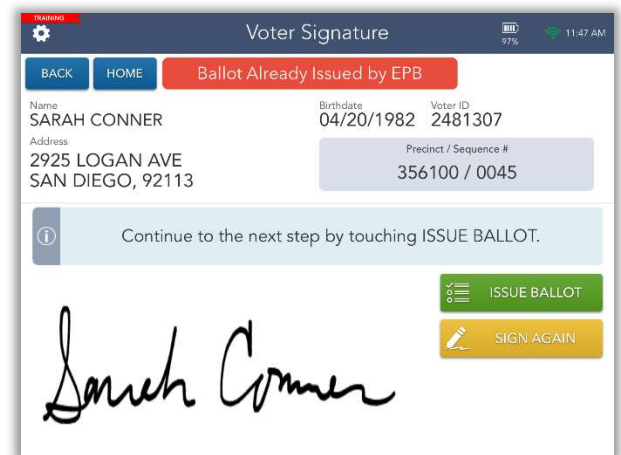 TRAINING
Voter Signature
97%
11:47 AM
BACK
HOME
Ballot Already Issued by EPB
Name
SARAH CONNER
Birthdate
04/20/1982
Voter ID
2481307
Address
2925 LOGAN AVE
SAN DIEGO, 92113
Precinct / Sequence #
356100 / 0045
Continue to the next step by touching ISSUE BALLOT.
ISSUE BALLOT
SIGN AGAIN
Sarah Conner